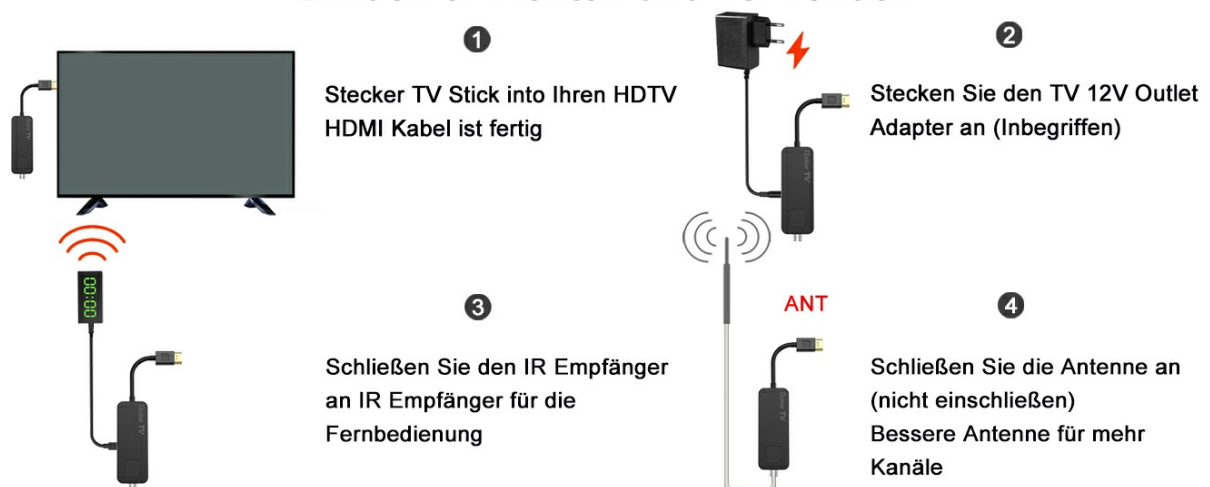 1
Stecker TV Stick into Ihren HDTV
HDMI Kabel ist fertig
2
Stecken Sie den TV 12V Outlet
Adapter an (Inbegriffen)
00:00
3
Schließen Sie den IR Empfänger
an IR Empfänger für die
Fernbedienung
ANT
4
Schließen Sie die Antenne an
(nicht einschließen)
Bessere Antenne für mehr
Kanäle